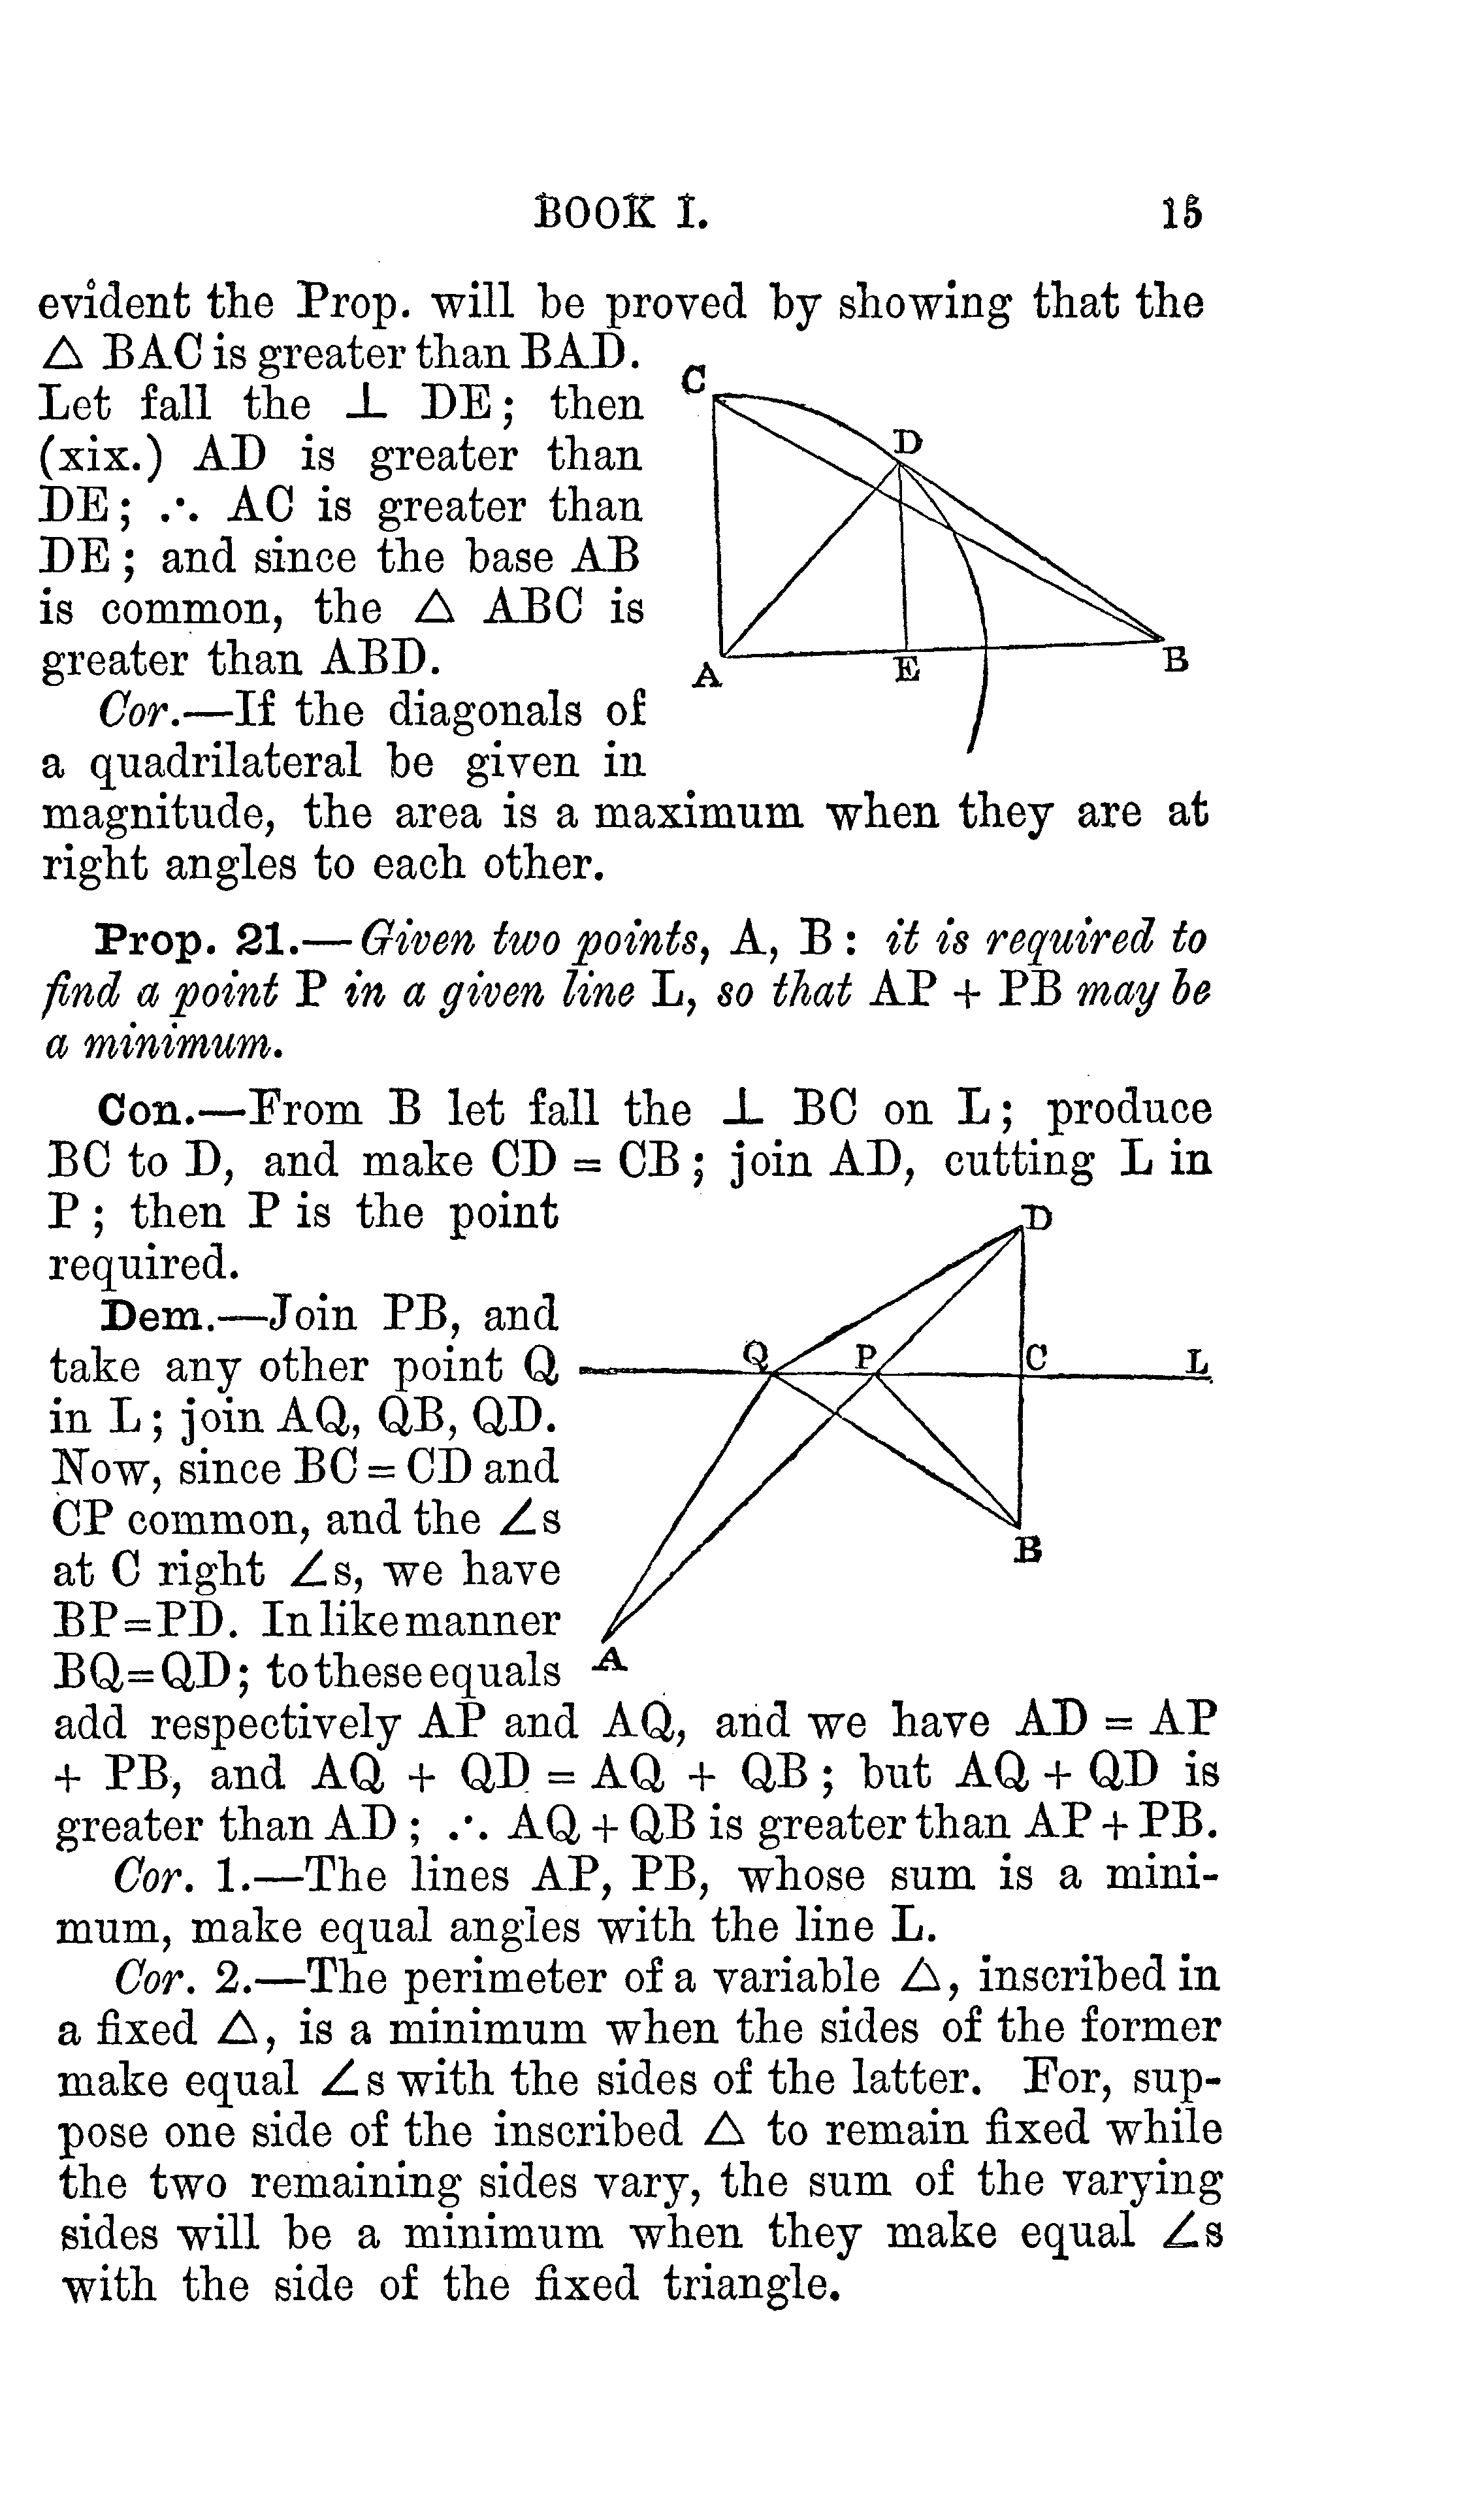 BOOK I. 15
evident the Prop. will be proved by showing that the
△ BAC is greater than BAD.
Let fall the ⊥ DE; then
(xix.) AD is greater than
DE; ∴ AC is greater than
DE; and since the base AB
is common, the △ ABC is
greater than ABD.
C
D
A
E
B
Cor.—If the diagonals of
a quadrilateral be given in
magnitude, the area is a maximum when they are at
right angles to each other.
Prop. 21.—Given two points, A, B: it is required to
find a point P in a given line L, so that AP + PB may be
a minimum.
Con.—From B let fall the ⊥ BC on L; produce
BC to D, and make CD = CB; join AD, cutting L in
P; then P is the point
required.
Dem.—Join PB, and
take any other point Q
in L; join AQ, QB, QD.
Now, since BC = CD and
CP common, and the ∠s
at C right ∠s, we have
BP=PD. In like manner
BQ=QD; to these equals
D
Q P C L
B
A
add respectively AP and AQ, and we have AD = AP
+ PB, and AQ + QD = AQ + QB; but AQ + QD is
greater than AD; ∴ AQ + QB is greater than AP + PB.
Cor. 1.—The lines AP, PB, whose sum is a mini-
mum, make equal angles with the line L.
Cor. 2.—The perimeter of a variable △, inscribed in
a fixed △, is a minimum when the sides of the former
make equal ∠s with the sides of the latter. For, sup-
pose one side of the inscribed △ to remain fixed while
the two remaining sides vary, the sum of the varying
sides will be a minimum when they make equal ∠s
with the side of the fixed triangle.